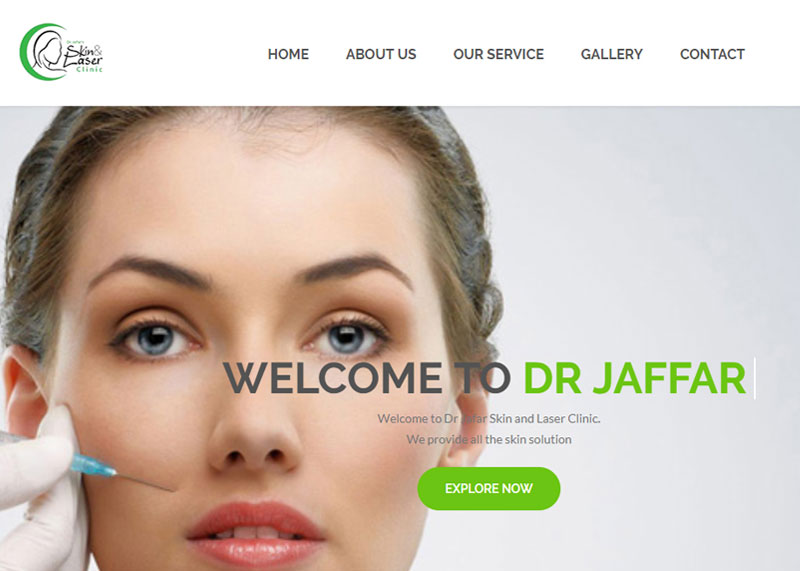 Dr Jaffar's
Skin&
Laser
Clinic
HOME ABOUT US OUR SERVICE GALLERY CONTACT
WELCOME TO DR JAFFAR
Welcome to Dr Jaffar Skin and Laser Clinic.
We provide all the skin solution
EXPLORE NOW